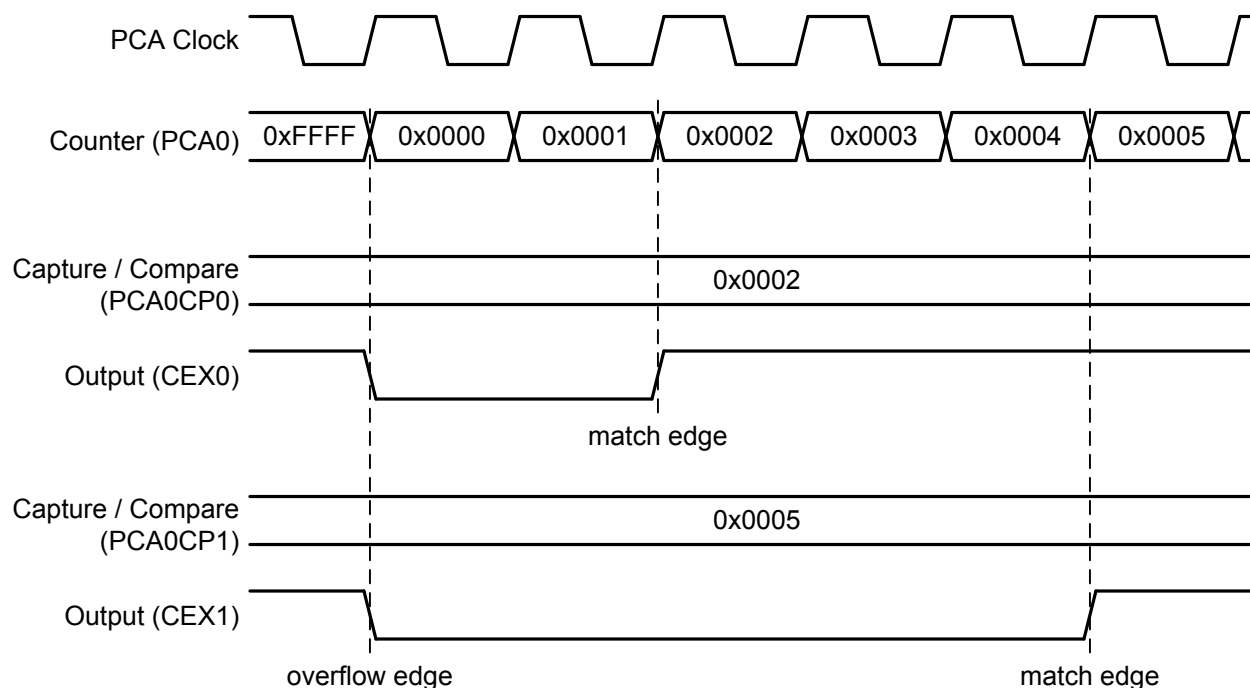 PCA Clock
Counter (PCA0) 0xFFFF 0x0000 0x0001 0x0002 0x0003 0x0004 0x0005
Capture / Compare
(PCA0CP0)
0x0002
Output (CEX0)
match edge
Capture / Compare
(PCA0CP1)
0x0005
Output (CEX1)
overflow edge
match edge